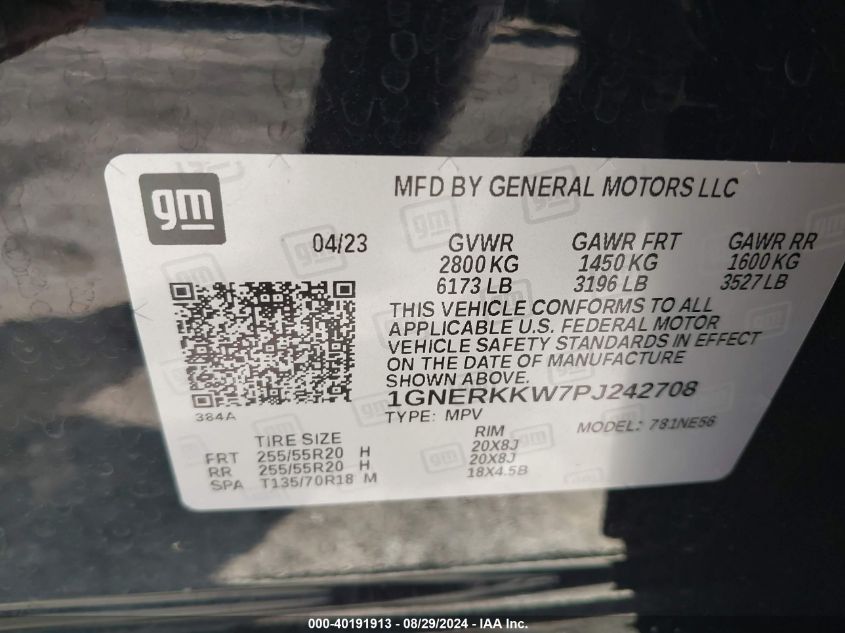 gm
MFD BY GENERAL MOTORS LLC
04/23
GVWR GAWR FRT GAWR RR
2800 KG 1450 KG 1600 KG
6173 LB 3196 LB 3527 LB
THIS VEHICLE CONFORMS TO ALL
APPLICABLE U.S. FEDERAL MOTOR
VEHICLE SAFETY STANDARDS IN EFFECT
ON THE DATE OF MANUFACTURE
SHOWN ABOVE.
1GNERKKW7PJ242708
384A
TYPE: MPV MODEL: 781NE56
TIRE SIZE RIM
FRT 255/55R20 H 20X8J
RR 255/55R20 H 20X8J
SPA T135/70R18 M 18X4.5B
000-40191913 - 08/29/2024 - IAA Inc.